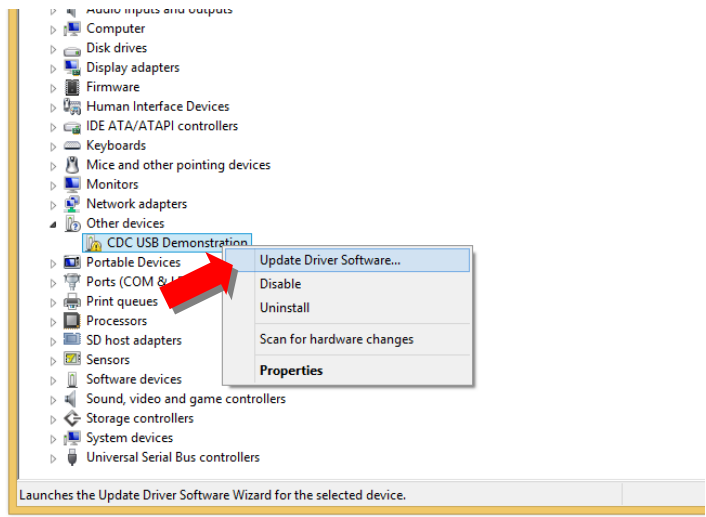 Audio inputs and outputs
Computer
Disk drives
Display adapters
Firmware
Human Interface Devices
IDE ATA/ATAPI controllers
Keyboards
Mice and other pointing devices
Monitors
Network adapters
Other devices
CDC USB Demonstration
Update Driver Software...
Portable Devices
Ports (COM &
Disable
Print queues
Uninstall
Processors
SD host adapters
Scan for hardware changes
Sensors
Properties
Software devices
Sound, video and game controllers
Storage controllers
System devices
Universal Serial Bus controllers
Launches the Update Driver Software Wizard for the selected device.